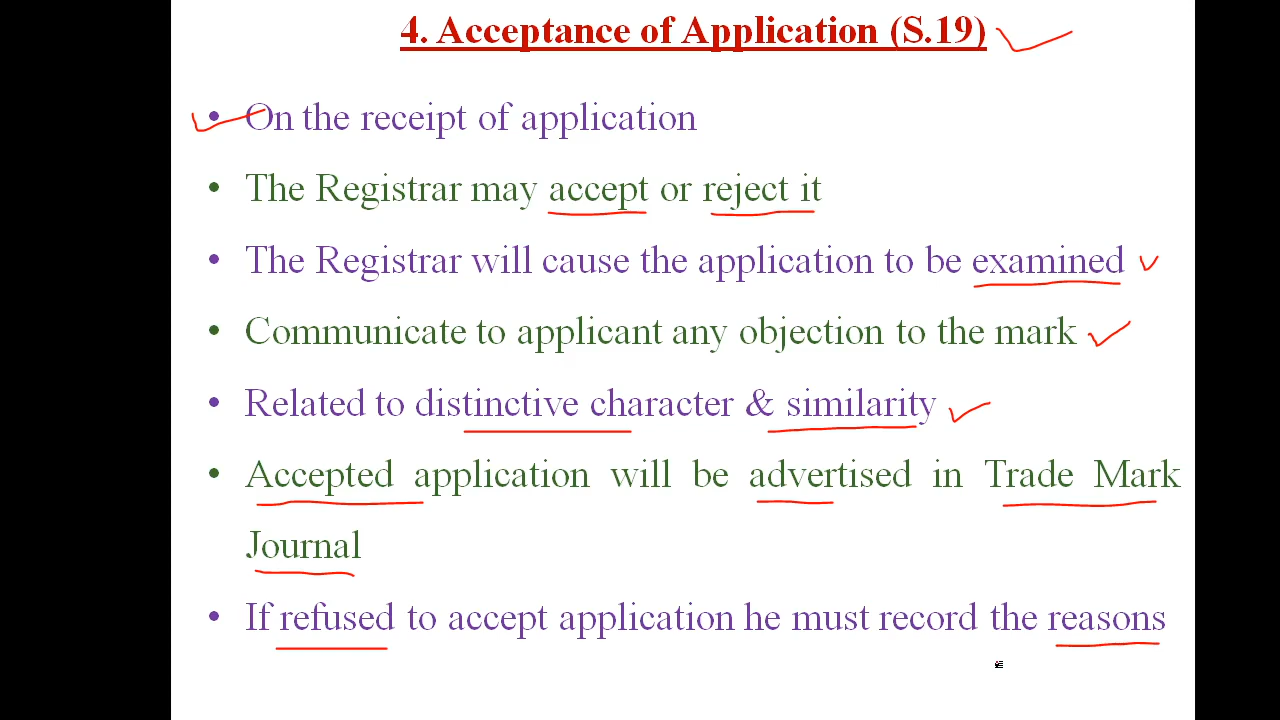 4. Acceptance of Application (S.19)
• On the receipt of application
• The Registrar may accept or reject it
• The Registrar will cause the application to be examined
• Communicate to applicant any objection to the mark
• Related to distinctive character & similarity
• Accepted application will be advertised in Trade Mark
Journal
• If refused to accept application he must record the reasons